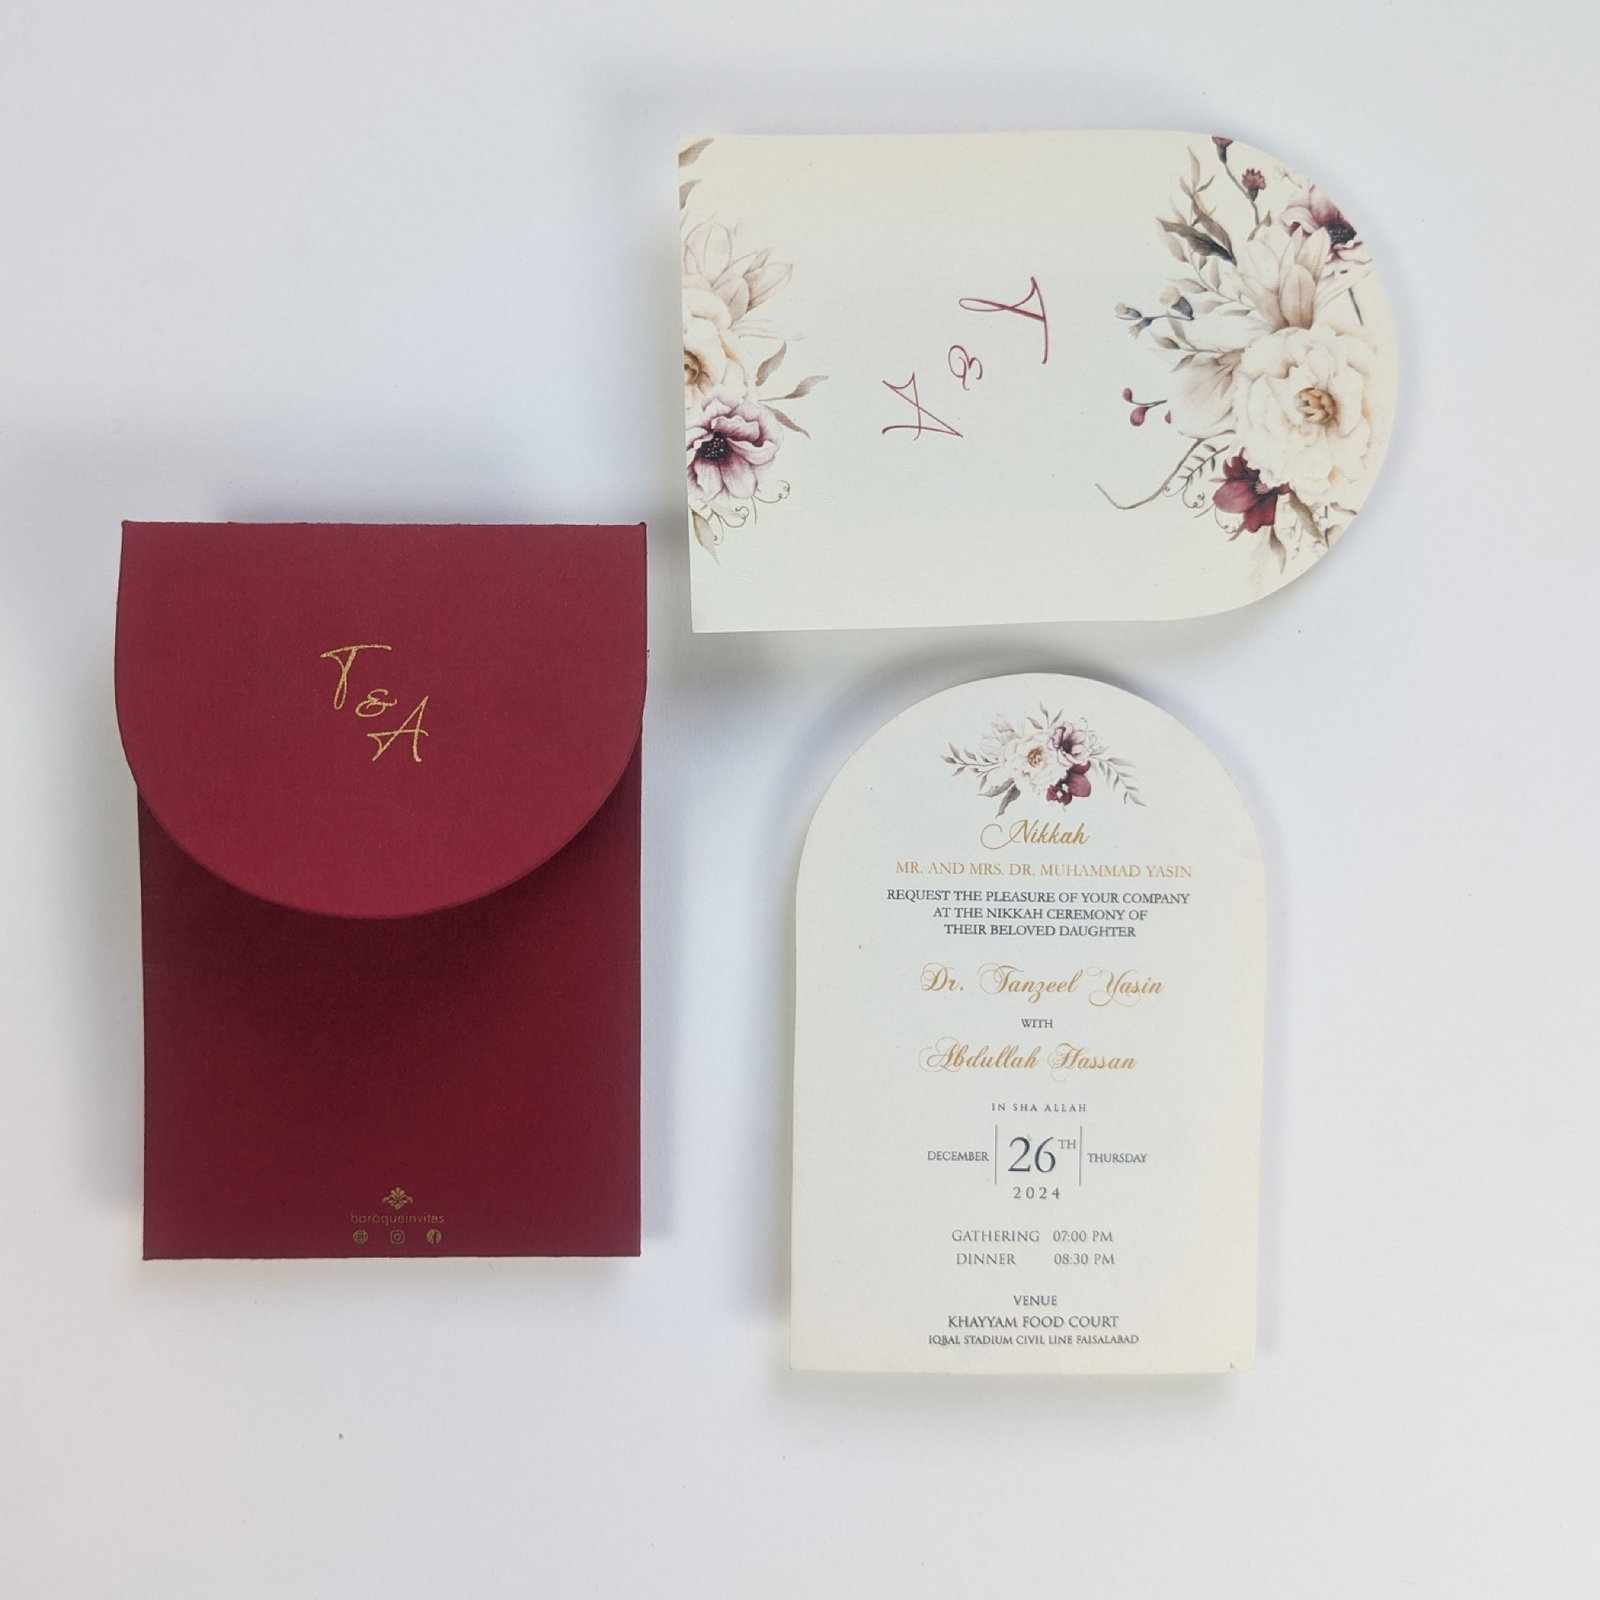 T
&
A
baroqueinvites
T
&
A
Nikkah
MR. AND MRS. DR. MUHAMMAD YASIN
REQUEST THE PLEASURE OF YOUR COMPANY
AT THE NIKKAH CEREMONY OF
THEIR BELOVED DAUGHTER
Dr. Tanzeel Yasin
WITH
Abdullah Hassan
IN SHA ALLAH
DECEMBER 26TH THURSDAY
2024
GATHERING 07:00 PM
DINNER 08:30 PM
VENUE
KHAYYAM FOOD COURT
IQBAL STADIUM CIVIL LINE FAISALABAD